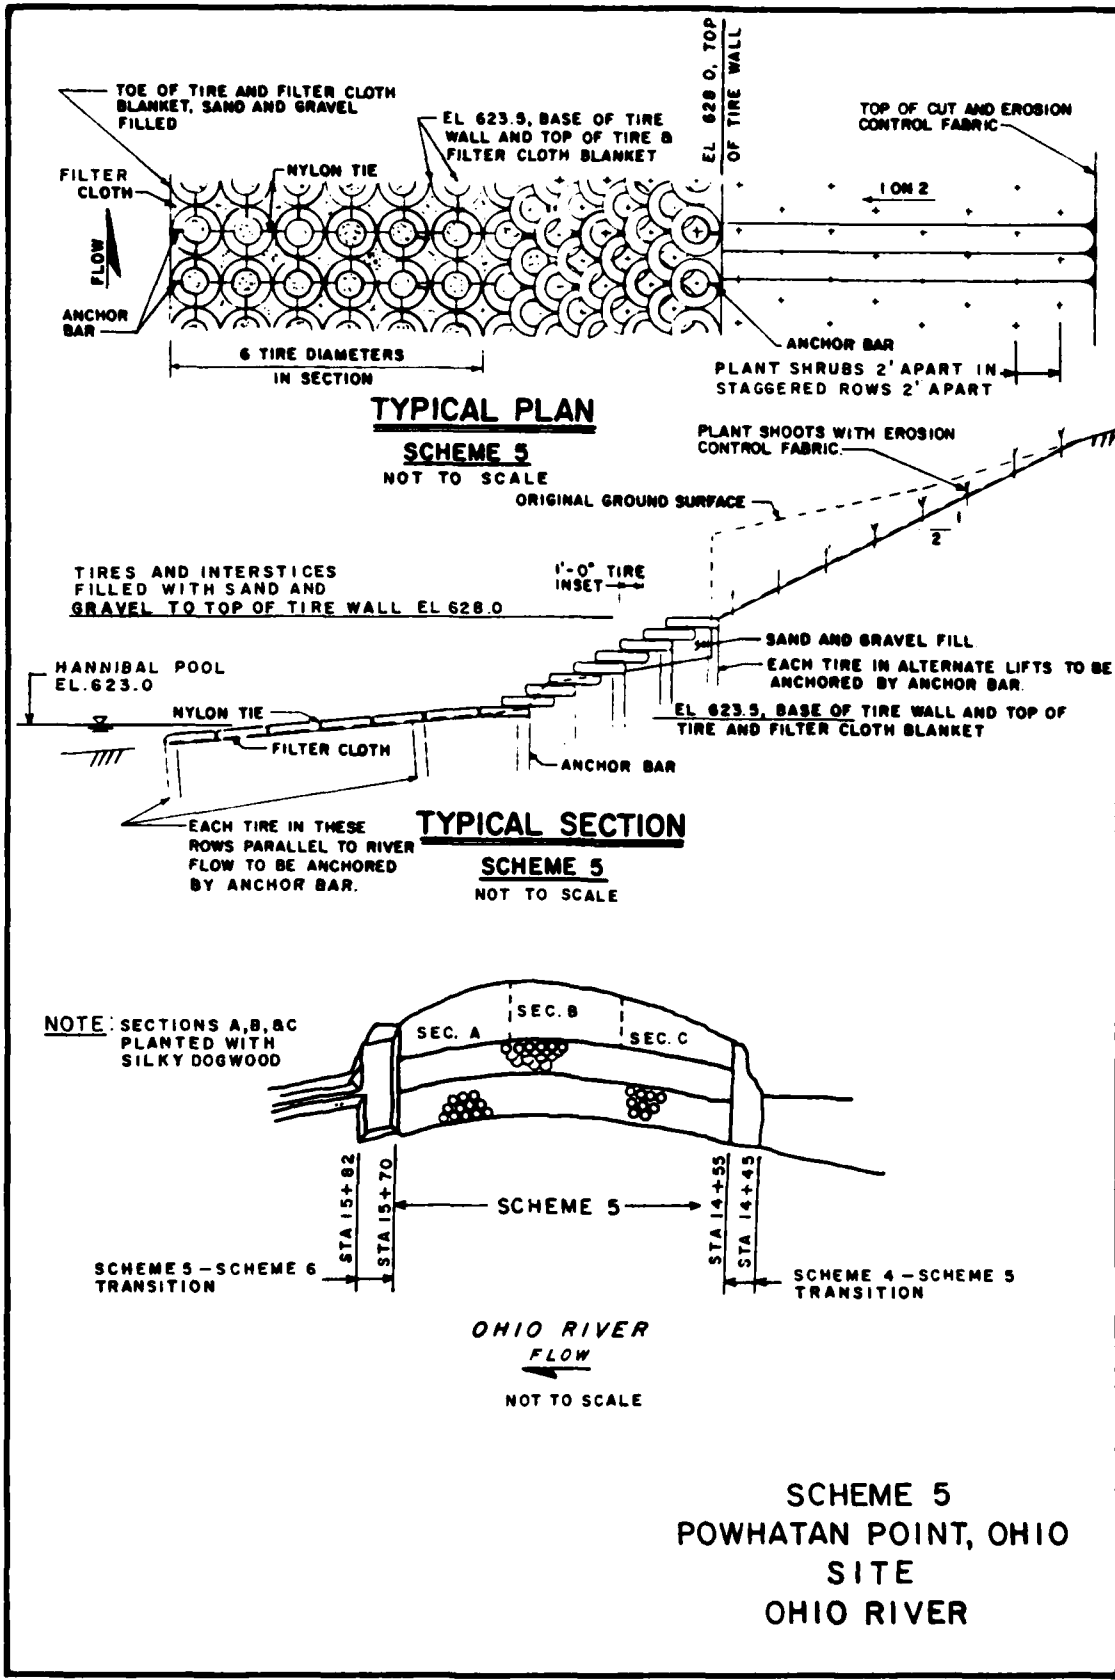 TOE OF TIRE AND FILTER CLOTH
BLANKET, SAND AND GRAVEL
FILLED
EL 623.5, BASE OF TIRE
WALL AND TOP OF TIRE &
FILTER CLOTH BLANKET
EL 628 0, TOP
OF TIRE WALL
TOP OF CUT AND EROSION
CONTROL FABRIC
FILTER
CLOTH
NYLON TIE
1 ON 2
FLOW
ANCHOR
BAR
6 TIRE DIAMETERS
IN SECTION
ANCHOR BAR
PLANT SHRUBS 2' APART IN
STAGGERED ROWS 2' APART
TYPICAL PLAN
SCHEME 5
NOT TO SCALE
PLANT SHOOTS WITH EROSION
CONTROL FABRIC.
ORIGINAL GROUND SURFACE
1
2
TIRES AND INTERSTICES
FILLED WITH SAND AND
GRAVEL TO TOP OF TIRE WALL EL 628.0
1'-0" TIRE
INSET
SAND AND GRAVEL FILL
EACH TIRE IN ALTERNATE LIFTS TO BE
ANCHORED BY ANCHOR BAR.
HANNIBAL POOL
EL.623.0
NYLON TIE
FILTER CLOTH
EL 623.5, BASE OF TIRE WALL AND TOP OF
TIRE AND FILTER CLOTH BLANKET
ANCHOR BAR
EACH TIRE IN THESE
ROWS PARALLEL TO RIVER
FLOW TO BE ANCHORED
BY ANCHOR BAR.
TYPICAL SECTION
SCHEME 5
NOT TO SCALE
NOTE: SECTIONS A,B,&C
PLANTED WITH
SILKY DOGWOOD
SEC. A
SEC. B
SEC. C
STA 15+82
STA 15+70
SCHEME 5
STA 14+55
STA 14+45
SCHEME 5 - SCHEME 6
TRANSITION
SCHEME 4 - SCHEME 5
TRANSITION
OHIO RIVER
FLOW
NOT TO SCALE
SCHEME 5
POWHATAN POINT, OHIO
SITE
OHIO RIVER